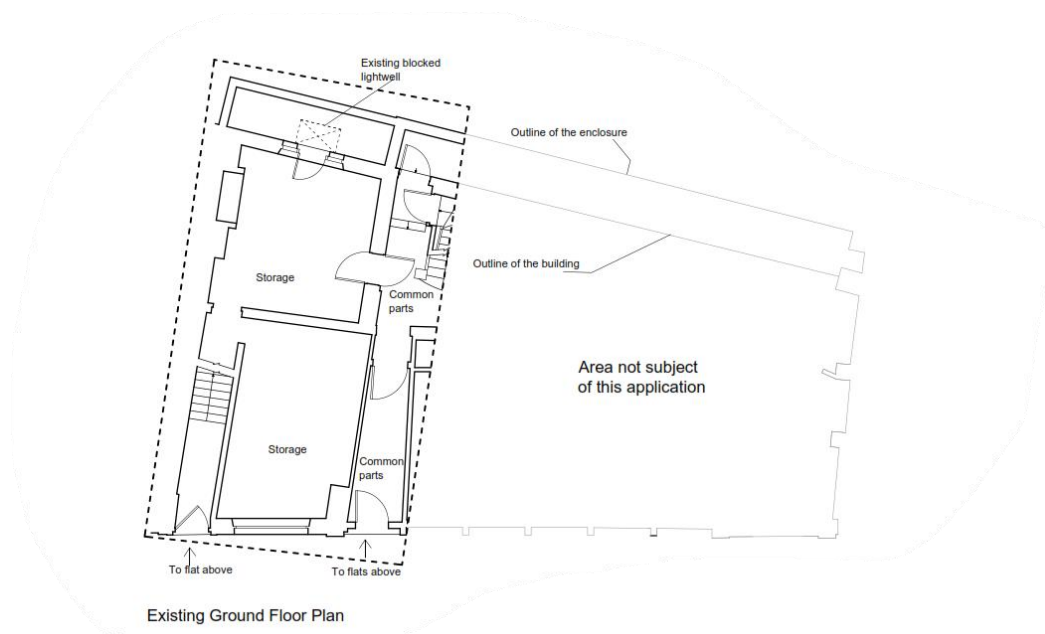 Existing blocked
lightwell
Outline of the enclosure
Outline of the building
Storage
Common
parts
Area not subject
of this application
Storage
Common
parts
To flat above
To flats above
Existing Ground Floor Plan